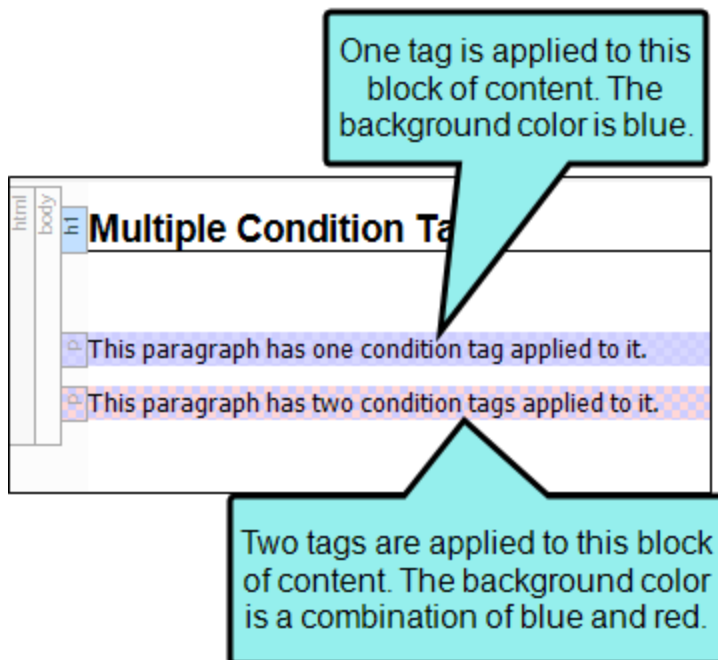 One tag is applied to this
block of content. The
background color is blue.
html
body
h1
Multiple Condition Ta
p
This paragraph has one condition tag applied to it.
p
This paragraph has two condition tags applied to it.
Two tags are applied to this block
of content. The background color
is a combination of blue and red.